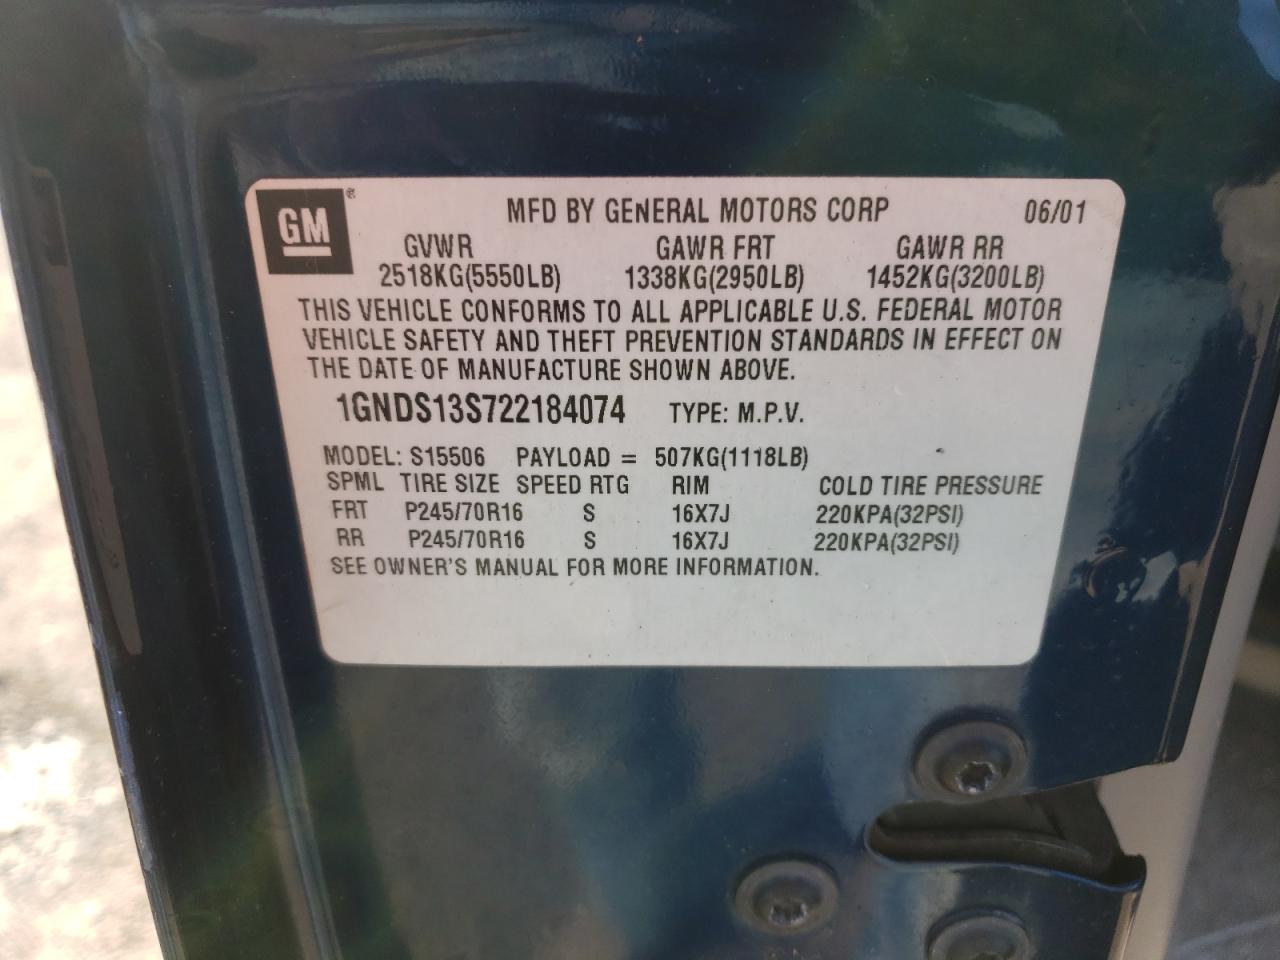 GM® MFD BY GENERAL MOTORS CORP 06/01
GVWR GAWR FRT GAWR RR
2518KG(5550LB) 1338KG(2950LB) 1452KG(3200LB)
THIS VEHICLE CONFORMS TO ALL APPLICABLE U.S. FEDERAL MOTOR
VEHICLE SAFETY AND THEFT PREVENTION STANDARDS IN EFFECT ON
THE DATE OF MANUFACTURE SHOWN ABOVE.
1GNDS13S722184074 TYPE: M.P.V.
MODEL: S15506 PAYLOAD = 507KG(1118LB)
SPML TIRE SIZE SPEED RTG RIM COLD TIRE PRESSURE
FRT P245/70R16 S 16X7J 220KPA(32PSI)
RR P245/70R16 S 16X7J 220KPA(32PSI)
SEE OWNER'S MANUAL FOR MORE INFORMATION.